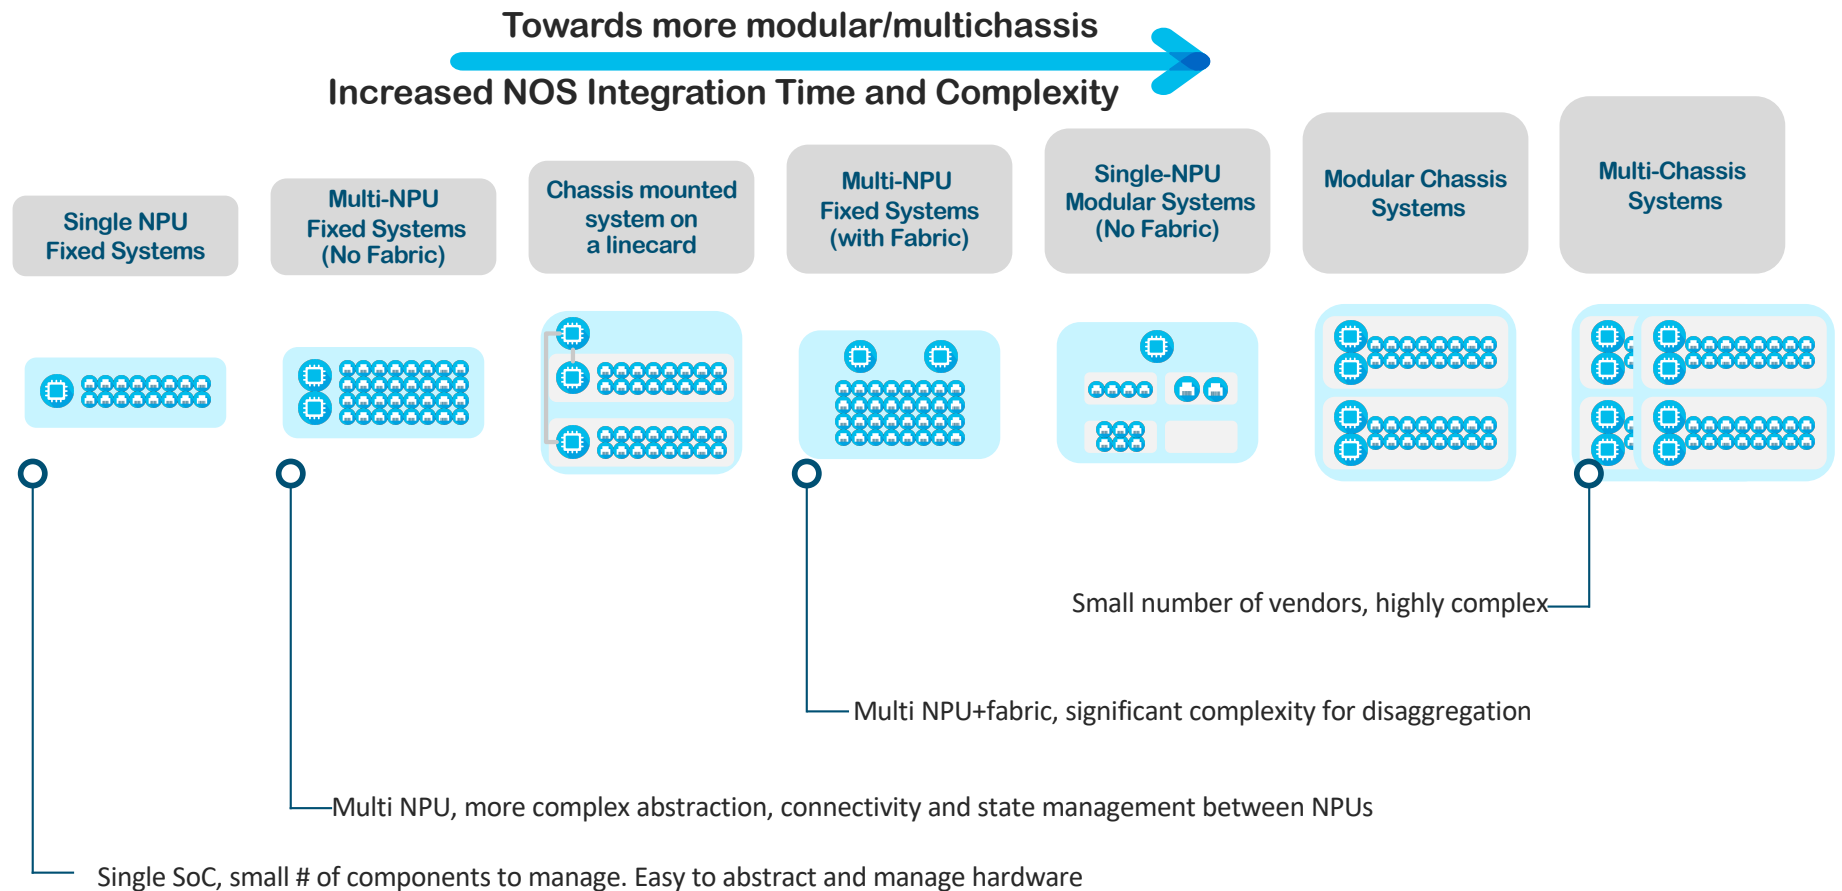 Towards more modular/multichassis
Increased NOS Integration Time and Complexity
Single NPU
Fixed Systems
Multi-NPU
Fixed Systems
(No Fabric)
Chassis mounted
system on
a linecard
Multi-NPU
Fixed Systems
(with Fabric)
Single-NPU
Modular Systems
(No Fabric)
Modular Chassis
Systems
Multi-Chassis
Systems
Small number of vendors, highly complex
Multi NPU+fabric, significant complexity for disaggregation
Multi NPU, more complex abstraction, connectivity and state management between NPUs
Single SoC, small # of components to manage. Easy to abstract and manage hardware